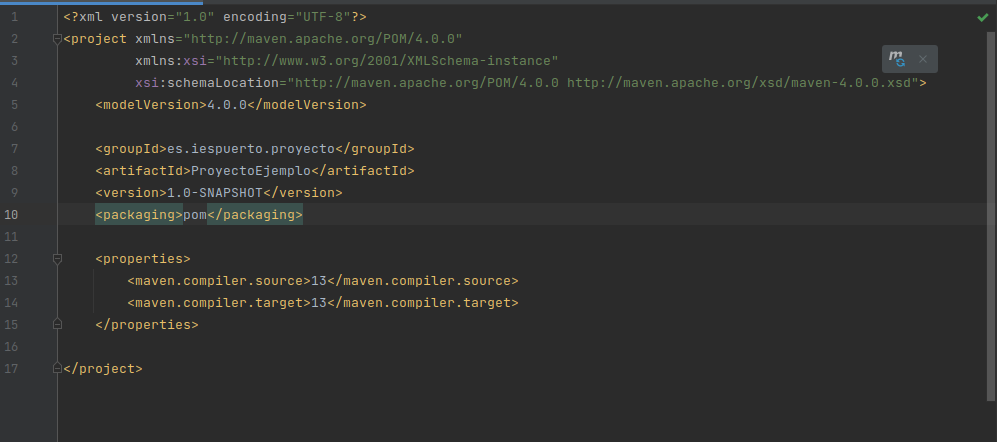 1 <?xml version="1.0" encoding="UTF-8"?>
2 <project xmlns="http://maven.apache.org/POM/4.0.0"
3          xmlns:xsi="http://www.w3.org/2001/XMLSchema-instance"
4          xsi:schemaLocation="http://maven.apache.org/POM/4.0.0 http://maven.apache.org/xsd/maven-4.0.0.xsd">
5     <modelVersion>4.0.0</modelVersion>
6
7     <groupId>es.iespuerto.proyecto</groupId>
8     <artifactId>ProyectoEjemplo</artifactId>
9     <version>1.0-SNAPSHOT</version>
10     <packaging>pom</packaging>
11
12     <properties>
13         <maven.compiler.source>13</maven.compiler.source>
14         <maven.compiler.target>13</maven.compiler.target>
15     </properties>
16
17 </project>
m